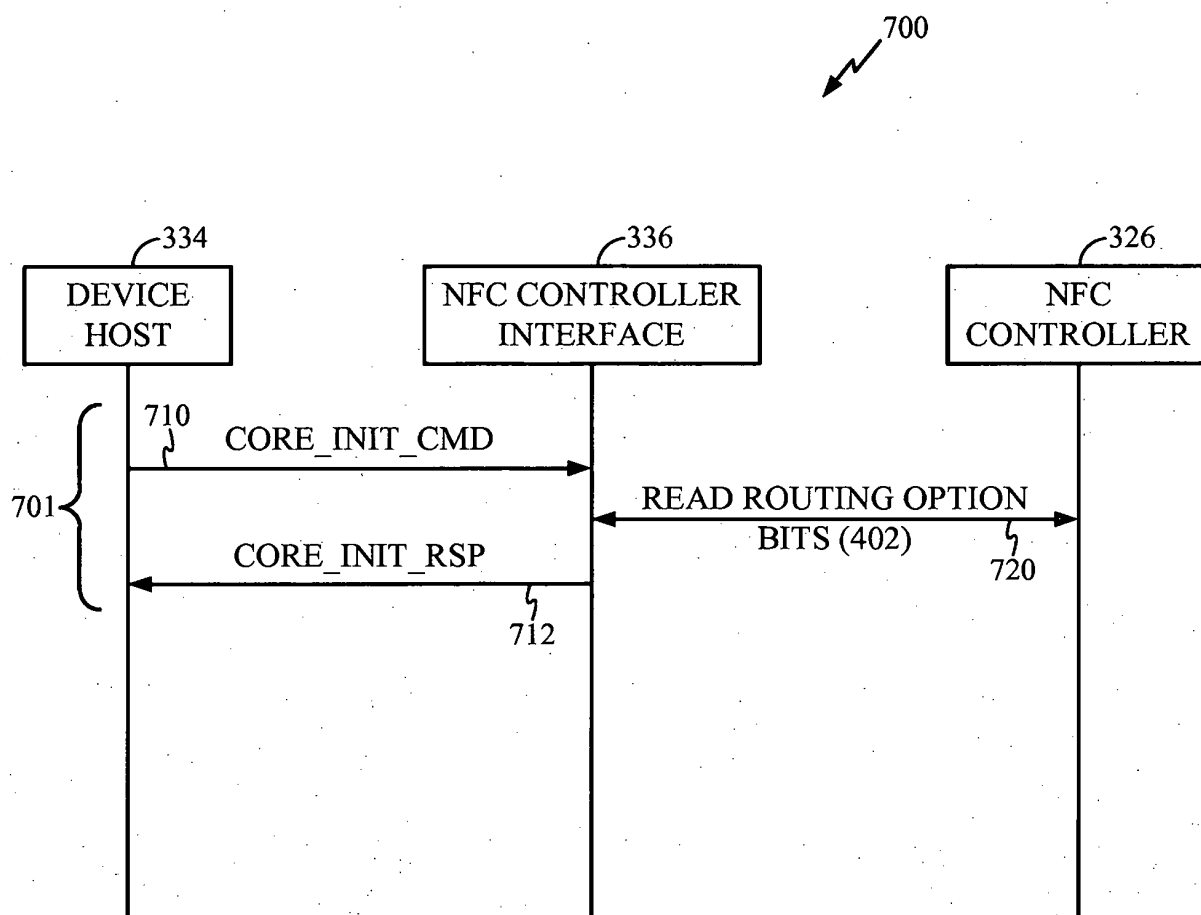 700
334
336
326
DEVICE
HOST
NFC CONTROLLER
INTERFACE
NFC
CONTROLLER
710
CORE_INIT_CMD
701
READ ROUTING OPTION
BITS (402)
720
CORE_INIT_RSP
712